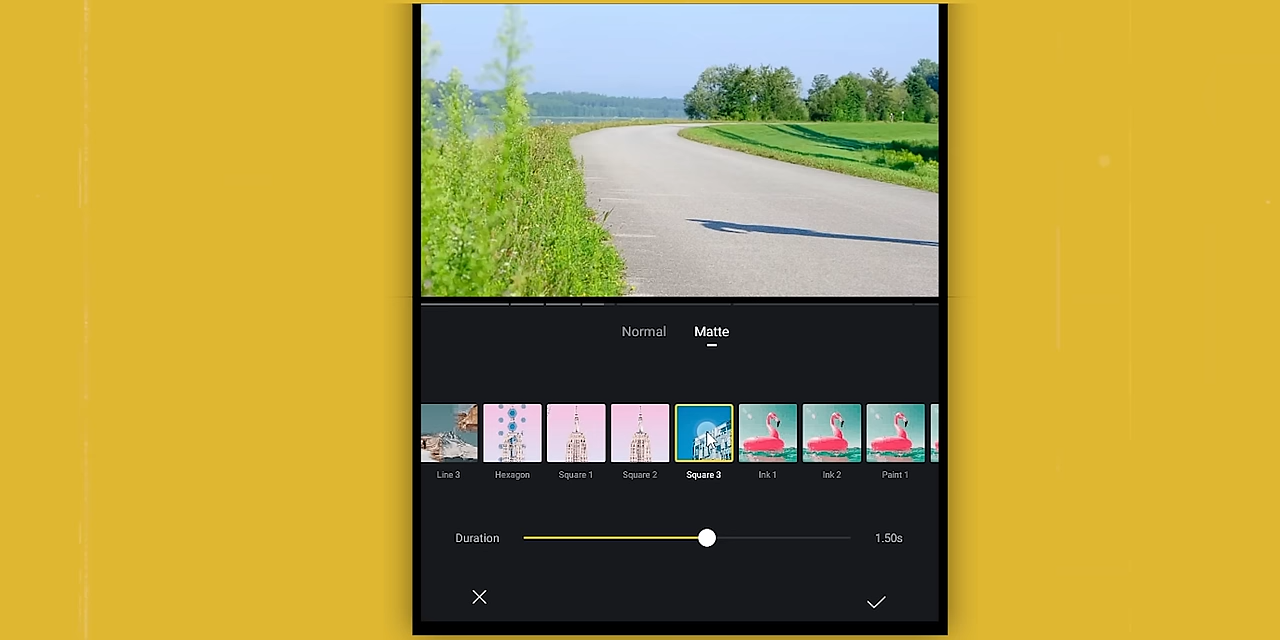 Normal Matte
Line 3 Hexagon Square 1 Square 2 Square 3 Ink 1 Ink 2 Paint 1
Duration 1.50s